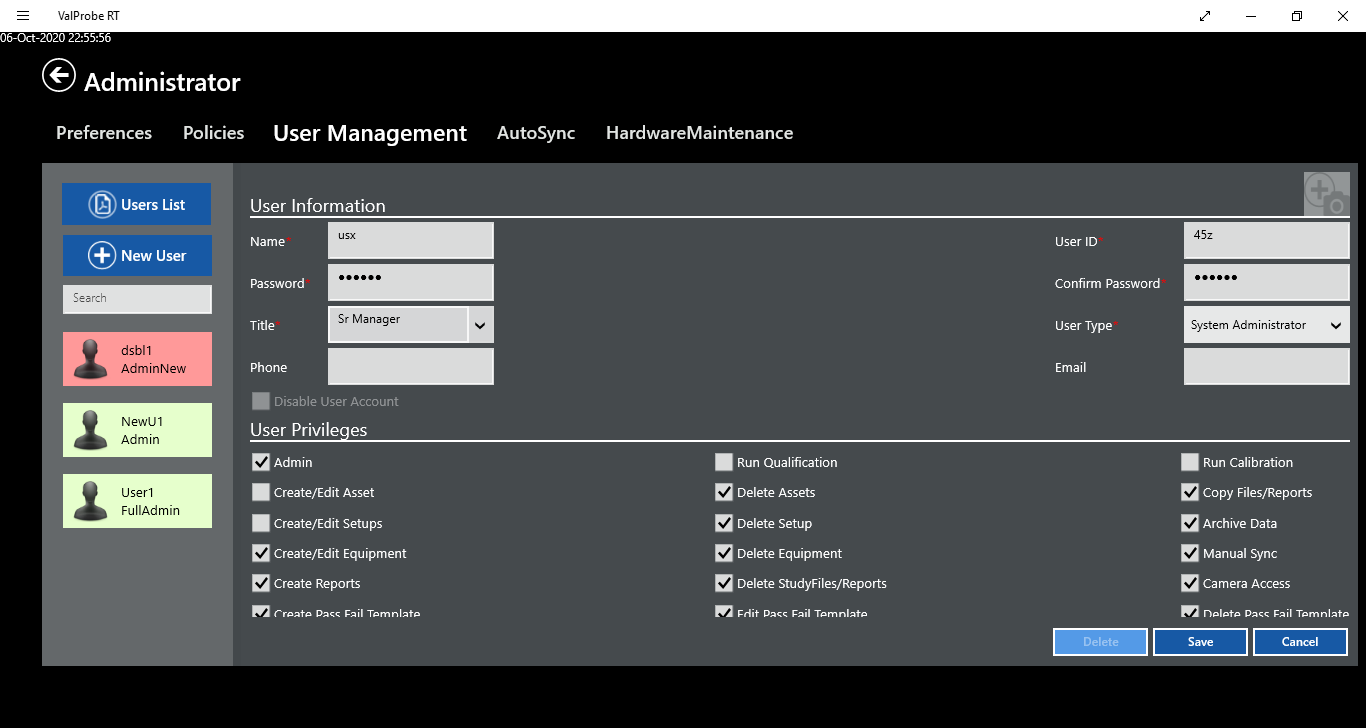 ValProbe RT
06-Oct-2020 22:55:56
Administrator
Preferences Policies User Management AutoSync HardwareMaintenance
Users List
New User
Search
dsbl1
AdminNew
NewU1
Admin
User1
FullAdmin
User Information
Name* usx User ID* 45z
Password* •••••• Confirm Password* ••••••
Title* Sr Manager User Type* System Administrator
Phone Email
Disable User Account
User Privileges
Admin Run Qualification Run Calibration
Create/Edit Asset Delete Assets Copy Files/Reports
Create/Edit Setups Delete Setup Archive Data
Create/Edit Equipment Delete Equipment Manual Sync
Create Reports Delete StudyFiles/Reports Camera Access
Create Pass Fail Template Edit Pass Fail Template Delete Pass Fail Template
Delete Save Cancel